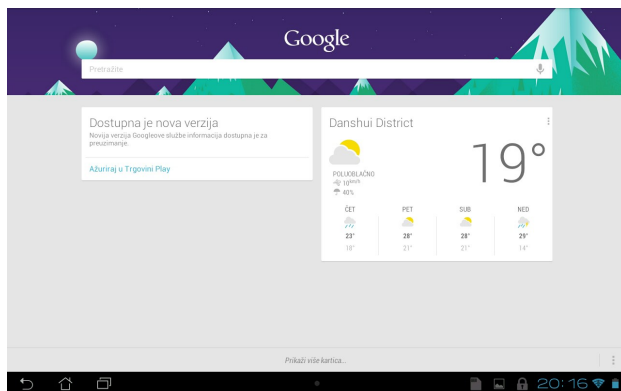 Google
Pretražite
Dostupna je nova verzija
Novija verzija Googleove službe informacija dostupna je za
preuzimanje.
Ažuriraj u Trgovini Play
Danshui District
19°
POLUOBLAČNO
10 km/h
40%
ČET PET SUB NED
23° 28° 28° 29°
18° 21° 21° 14°
Prikaži više kartica...
20:16